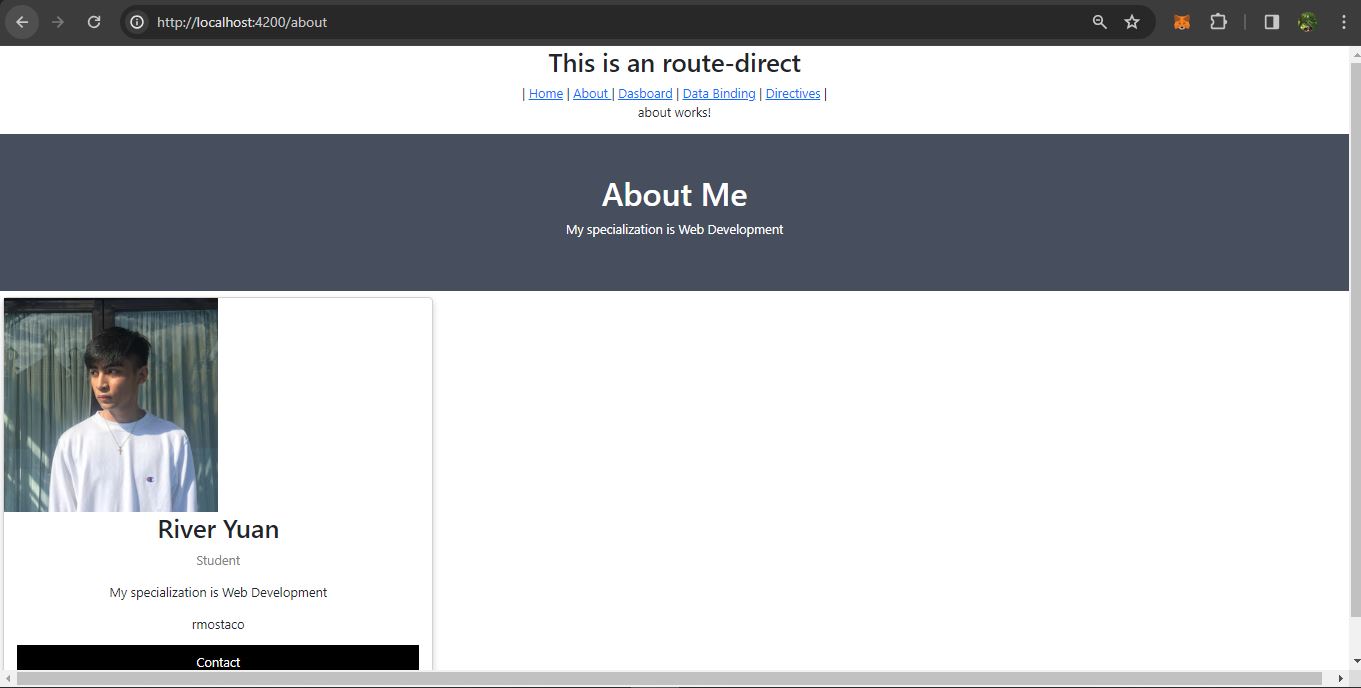 http://localhost:4200/about
This is an route-direct
| Home | About | Dasboard | Data Binding | Directives |
about works!
About Me
My specialization is Web Development
River Yuan
Student
My specialization is Web Development
rmostaco
Contact